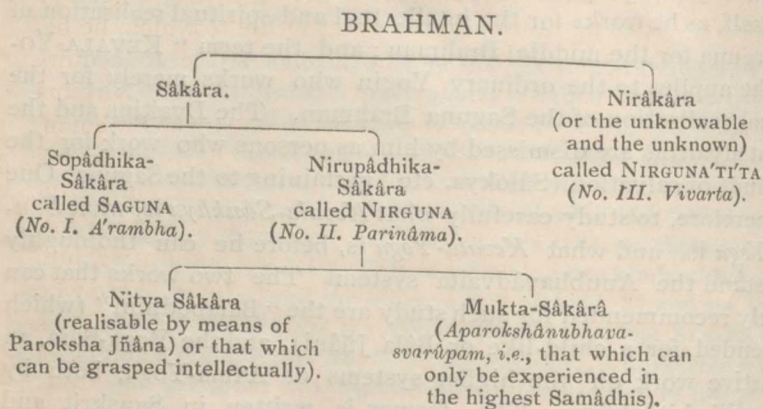 BRAHMAN.
Sâkâra.
Nirâkâra
(or the unknowable
and the unknown)
called NIRGUNA'TI'TA
(No. III. Vivarta).
Sopâdhika-
Sâkâra
called SAGUNA
(No. I. A'rambha).
Nirupâdhika-
Sâkâra
called NIRGUNA
(No. II. Parinâma).
Nitya Sâkâra
(realisable by means of
Paroksha Jñâna) or that which
can be grasped intellectually).
Mukta-Sâkârâ
(Aparokshânubhava-
svarûpam, i.e., that which can
only be experienced in
the highest Samâdhis).